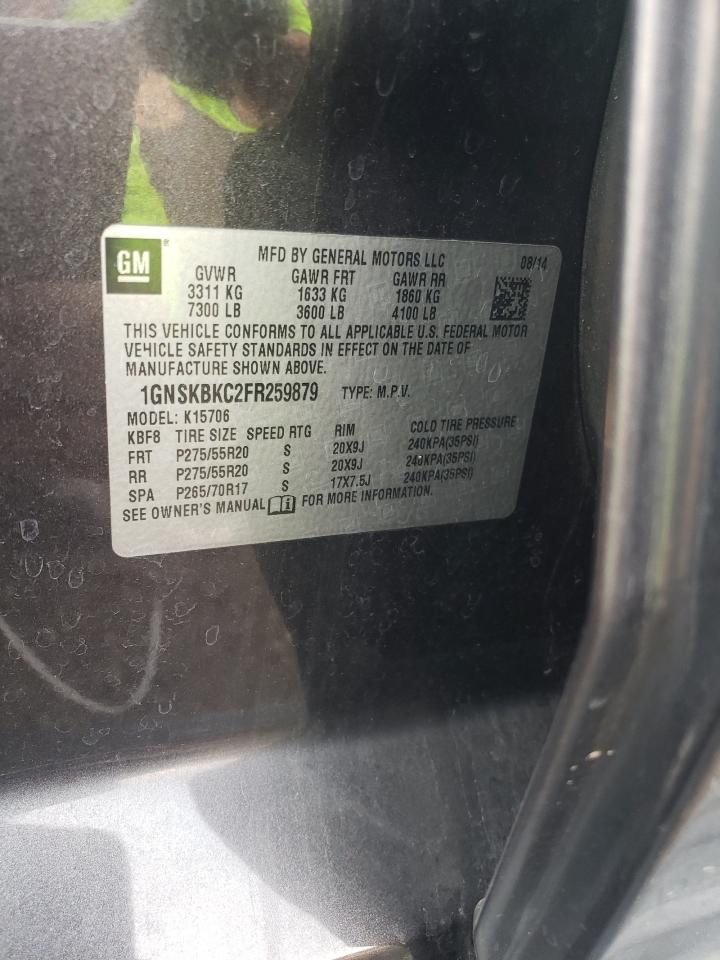 GM ®
MFD BY GENERAL MOTORS LLC 08/14
GVWR GAWR FRT GAWR RR
3311 KG 1633 KG 1860 KG
7300 LB 3600 LB 4100 LB
THIS VEHICLE CONFORMS TO ALL APPLICABLE U.S. FEDERAL MOTOR
VEHICLE SAFETY STANDARDS IN EFFECT ON THE DATE OF
MANUFACTURE SHOWN ABOVE.
1GNSKBKC2FR259879 TYPE: M.P.V.
MODEL: K15706
KBF8 TIRE SIZE SPEED RTG RIM COLD TIRE PRESSURE
FRT P275/55R20 S 20X9J 240KPA(35PSI)
RR P275/55R20 S 20X9J 240KPA(35PSI)
SPA P265/70R17 S 17X7.5J 240KPA(35PSI)
SEE OWNER'S MANUAL i FOR MORE INFORMATION.